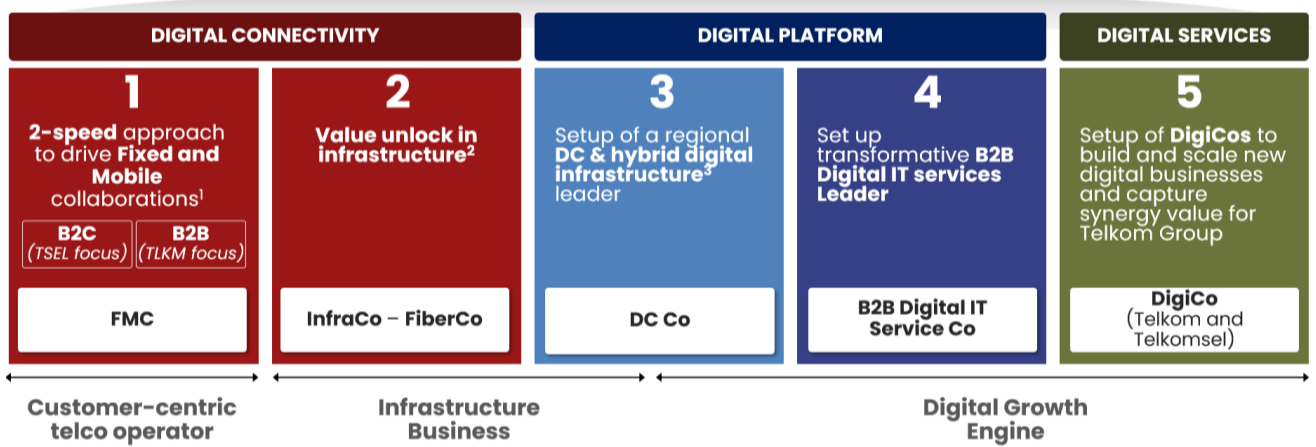 DIGITAL CONNECTIVITY
DIGITAL PLATFORM
DIGITAL SERVICES
1
2-speed approach
to drive Fixed and
Mobile
collaborations¹
B2C
(TSEL focus)
B2B
(TLKM focus)
FMC
2
Value unlock in
infrastructure²
InfraCo – FiberCo
3
Setup of a regional
DC & hybrid digital
infrastructure³
leader
DC Co
4
Set up
transformative B2B
Digital IT services
Leader
B2B Digital IT
Service Co
5
Setup of DigiCos to
build and scale new
digital businesses
and capture
synergy value for
Telkom Group
DigiCo
(Telkom and
Telkomsel)
Customer-centric
telco operator
Infrastructure
Business
Digital Growth
Engine